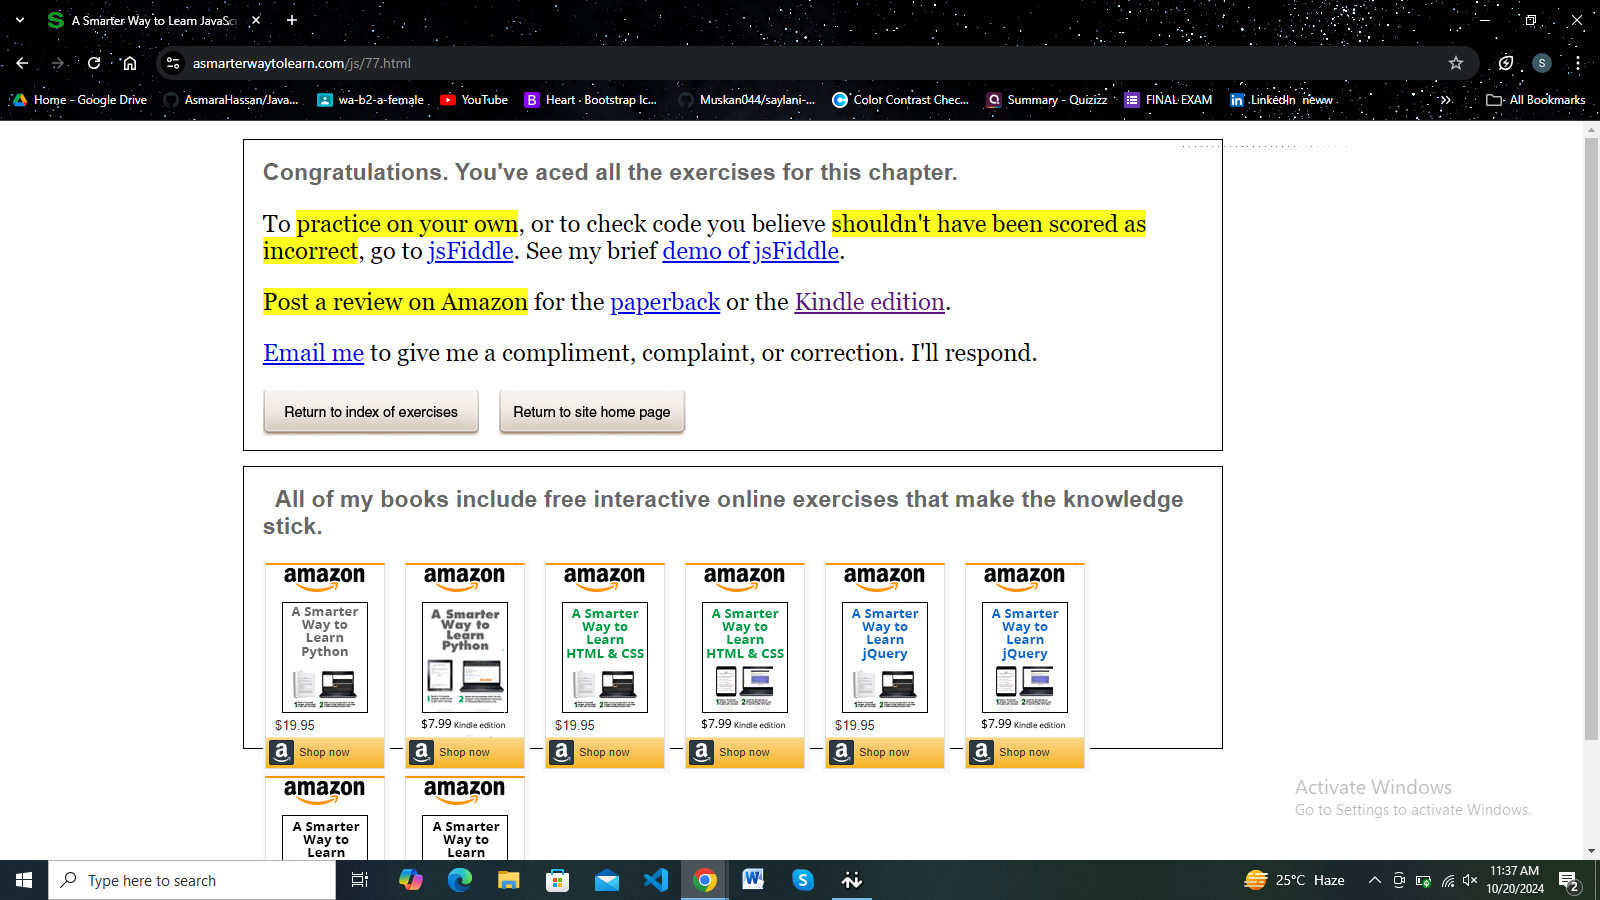 A Smarter Way to Learn JavaSc
asmarterwaytolearn.com/js/77.html
S
Home - Google Drive
AsmaraHassan/Java...
wa-b2-a-female
YouTube
Heart · Bootstrap Ic...
Muskan044/saylani-...
Color Contrast Chec...
Summary - Quizizz
FINAL EXAM
LinkedIn neww
All Bookmarks
Congratulations. You've aced all the exercises for this chapter.
To practice on your own, or to check code you believe shouldn't have been scored as
incorrect, go to jsFiddle. See my brief demo of jsFiddle.
Post a review on Amazon for the paperback or the Kindle edition.
Email me to give me a compliment, complaint, or correction. I'll respond.
Return to index of exercises
Return to site home page
All of my books include free interactive online exercises that make the knowledge
stick.
amazon
A Smarter
Way to
Learn
Python
$19.95
Shop now
amazon
A Smarter
Way to
Learn
Python
$7.99 Kindle edition
Shop now
amazon
A Smarter
Way to
Learn
HTML & CSS
$19.95
Shop now
amazon
A Smarter
Way to
Learn
HTML & CSS
$7.99 Kindle edition
Shop now
amazon
A Smarter
Way to
Learn
jQuery
$19.95
Shop now
amazon
A Smarter
Way to
Learn
jQuery
$7.99 Kindle edition
Shop now
amazon
A Smarter
Way to
Learn
amazon
A Smarter
Way to
Learn
Activate Windows
Go to Settings to activate Windows.
Type here to search
25°C Haze
11:37 AM
10/20/2024
2